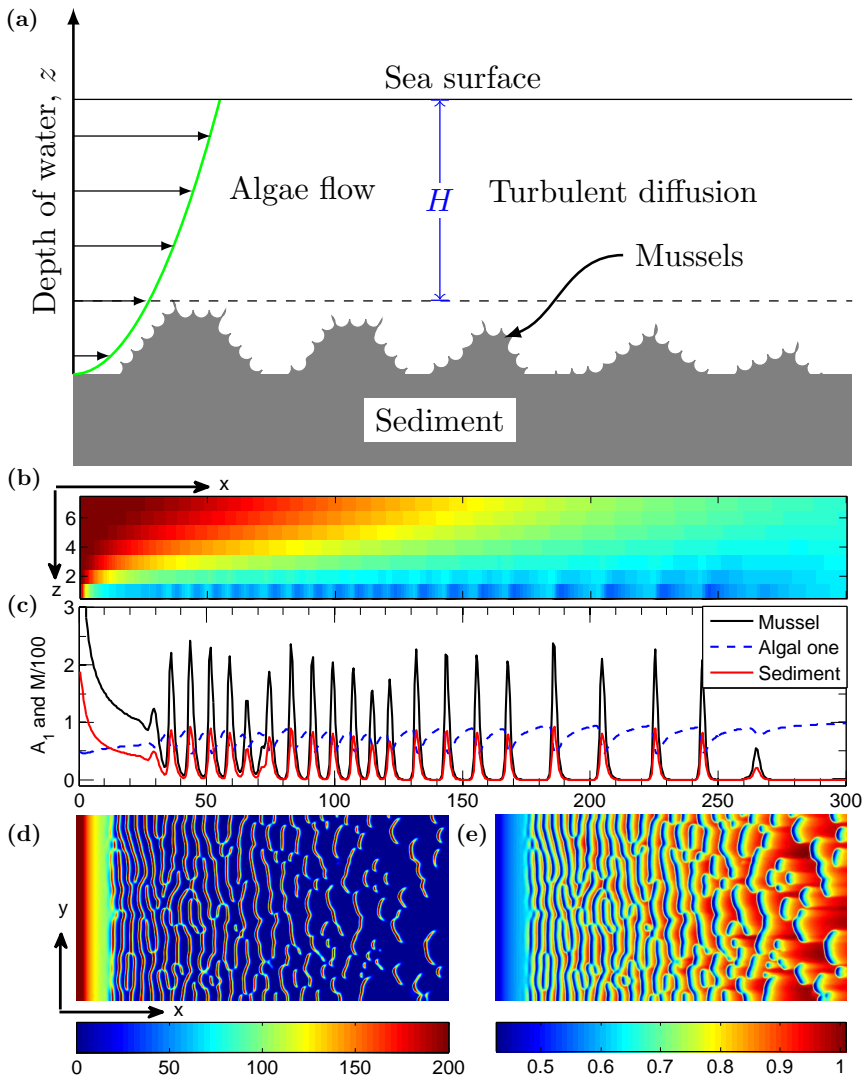 (a)
Depth of water, z
Sea surface
Algae flow
H
Turbulent diffusion
Mussels
Sediment
(b)
x
z
6
4
2
(c)
A1 and M/100
3
2
1
0
Mussel
Algal one
Sediment
0 50 100 150 200 250 300
(d)
(e)
y
x
0 50 100 150 200
0.5 0.6 0.7 0.8 0.9 1